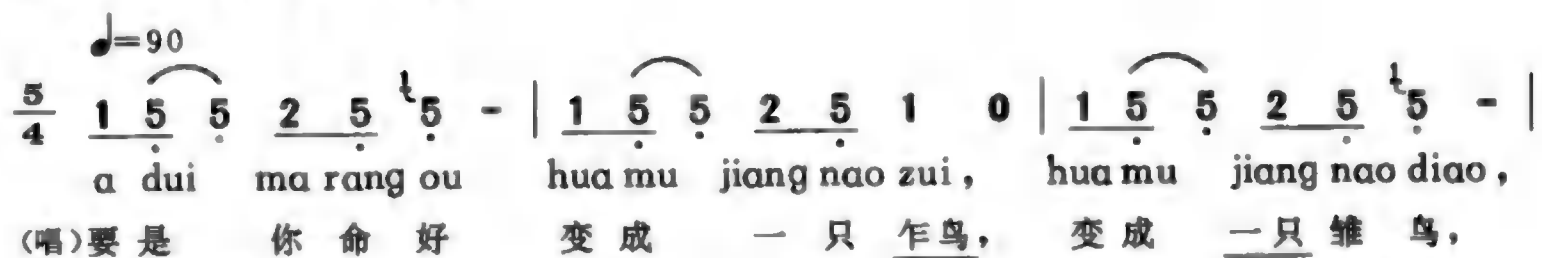 ♩=90
5/4 1 5 5 2 5 5 - | 1 5 5 2 5 1 0 | 1 5 5 2 5 5 - |
a dui ma rang ou hua mu jiang nao zui, hua mu jiang nao diao,
(唱)要是 你命好 变成 一只乍鸟, 变成 一只雏鸟,